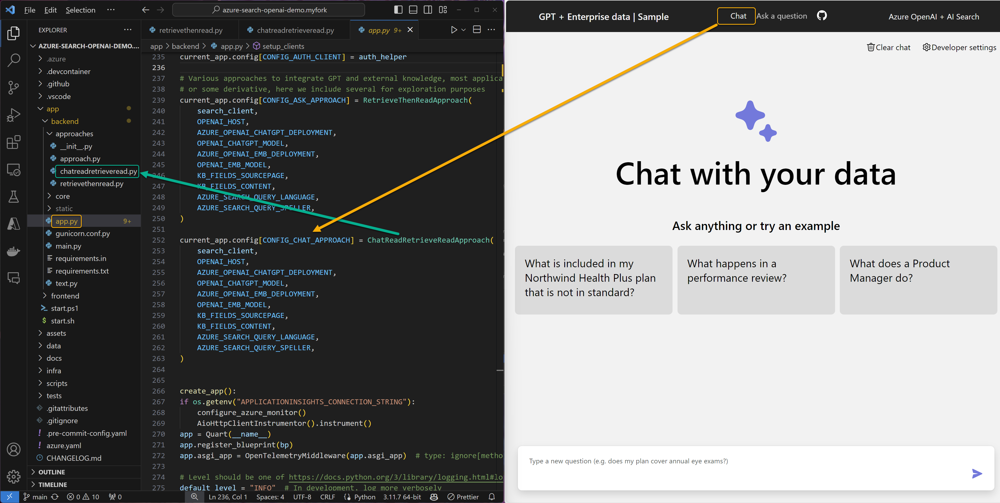 File Edit Selection ···
azure-search-openai-demo.myfork
EXPLORER ···
AZURE-SEARCH-OPENAI-DEMO....
.azure
.devcontainer
.github
.vscode
app
backend
approaches
__init__.py
approach.py
chatreadretrieveread.py
retrievethenread.py
core
static
app.py 9+
gunicorn.conf.py
main.py
requirements.in
requirements.txt
text.py
frontend
start.ps1
start.sh
assets
data
docs
infra
scripts
tests
.gitattributes
.gitignore
.pre-commit-config.yaml
azure.yaml
CHANGELOG.md
OUTLINE
TIMELINE
retrievethenread.py chatreadretrieveread.py app.py 9+
app > backend > app.py > setup_clients
235 current_app.config[CONFIG_AUTH_CLIENT] = auth_helper
236
237 # Various approaches to integrate GPT and external knowledge, most applica
238 # or some derivative, here we include several for exploration purposes
239 current_app.config[CONFIG_ASK_APPROACH] = RetrieveThenReadApproach(
240 search_client,
241 OPENAI_HOST,
242 AZURE_OPENAI_CHATGPT_DEPLOYMENT,
243 OPENAI_CHATGPT_MODEL,
244 AZURE_OPENAI_EMB_DEPLOYMENT,
245 OPENAI_EMB_MODEL,
246 KB_FIELDS_SOURCEPAGE,
247 KB_FIELDS_CONTENT,
248 AZURE_SEARCH_QUERY_LANGUAGE,
249 AZURE_SEARCH_QUERY_SPELLER,
250 )
251
252 current_app.config[CONFIG_CHAT_APPROACH] = ChatReadRetrieveReadApproach(
253 search_client,
254 OPENAI_HOST,
255 AZURE_OPENAI_CHATGPT_DEPLOYMENT,
256 OPENAI_CHATGPT_MODEL,
257 AZURE_OPENAI_EMB_DEPLOYMENT,
258 OPENAI_EMB_MODEL,
259 KB_FIELDS_SOURCEPAGE,
260 KB_FIELDS_CONTENT,
261 AZURE_SEARCH_QUERY_LANGUAGE,
262 AZURE_SEARCH_QUERY_SPELLER,
263 )
264
265
266 create_app():
267 if os.getenv("APPLICATIONINSIGHTS_CONNECTION_STRING"):
268 configure_azure_monitor()
269 AioHttpClientInstrumentor().instrument()
270 app = Quart(__name__)
271 app.register_blueprint(bp)
272 app.asgi_app = OpenTelemetryMiddleware(app.asgi_app) # type: ignore[metho
273
274 # Level should be one of https://docs.python.org/3/library/logging.html#lo
275 default_level = "INFO" # In development, log more verbosely
main 0 10 0 Ln 236, Col 1 Spaces: 4 UTF-8 CRLF Python 3.11.7 64-bit Prettier
GPT + Enterprise data | Sample Chat Ask a question Azure OpenAI + AI Search
Clear chat Developer settings
Chat with your data
Ask anything or try an example
What is included in my
Northwind Health Plus plan
that is not in standard?
What happens in a
performance review?
What does a Product
Manager do?
Type a new question (e.g. does my plan cover annual eye exams?)